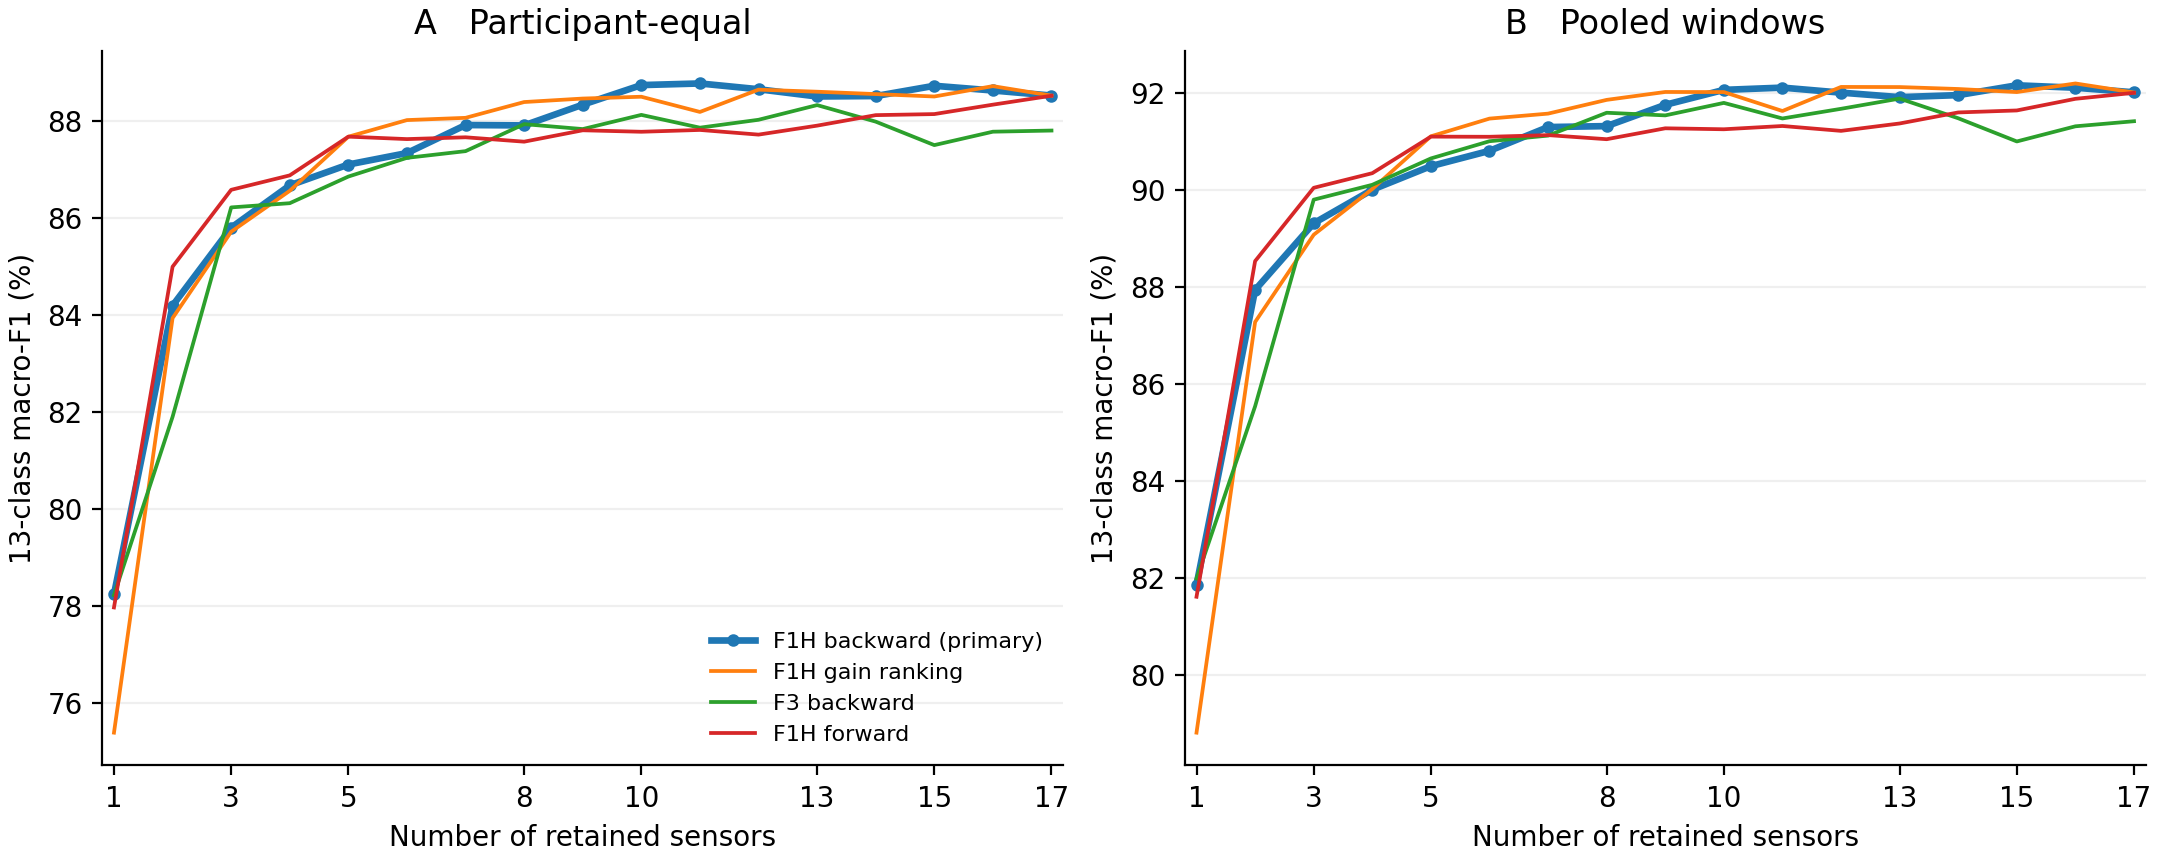 A   Participant-equal
13-class macro-F1 (%)
88
86
84
82
80
78
76
F1H backward (primary)
F1H gain ranking
F3 backward
F1H forward
1 3 5 8 10 13 15 17
Number of retained sensors
B   Pooled windows
13-class macro-F1 (%)
92
90
88
86
84
82
80
1 3 5 8 10 13 15 17
Number of retained sensors